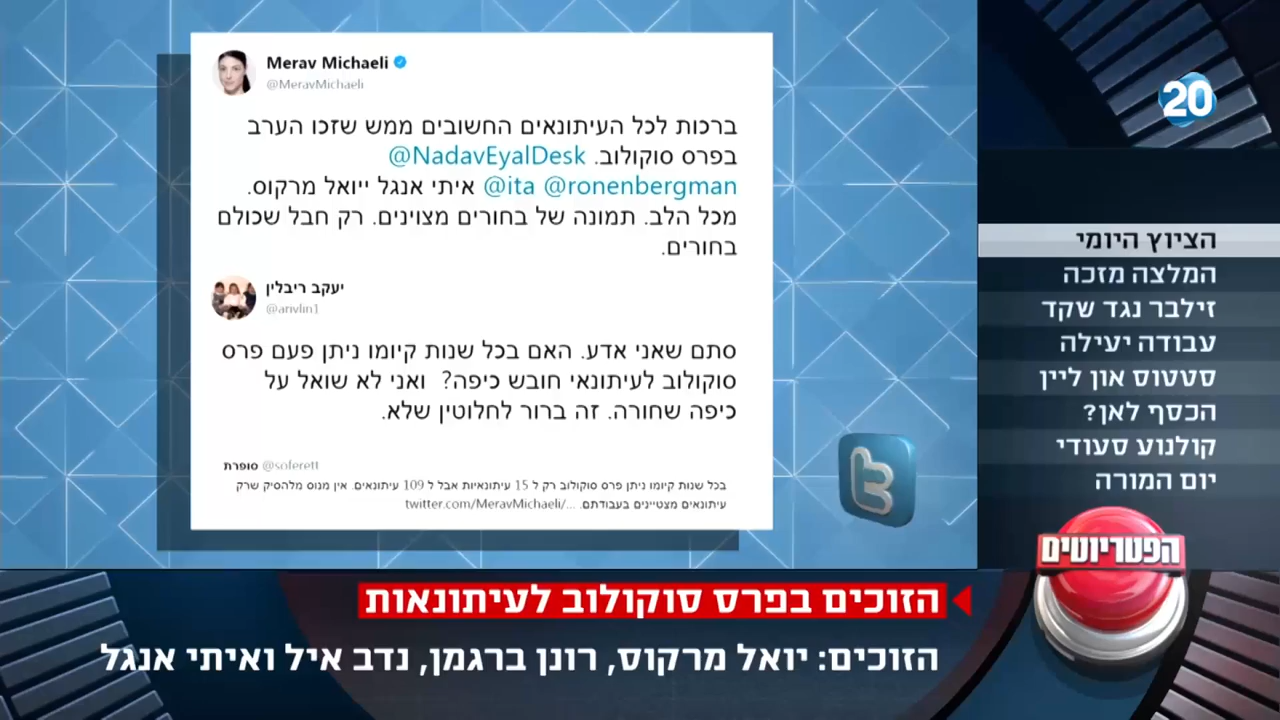 Merav Michaeli
@MeravMichaeli
ברכות לכל העיתונאים החשובים ממש שזכו הערב
בפרס סוקולוב. @NadavEyalDesk
@ronenbergman @ita איתי אנגל ייואל מרקוס.
מכל הלב. תמונה של בחורים מצוינים. רק חבל שכולם
בחורים.
יעקב ריבלין
@arivlin1
סתם שאני אדע. האם בכל שנות קיומו ניתן פעם פרס
סוקולוב לעיתונאי חובש כיפה? ואני לא שואל על
כיפה שחורה. זה ברור לחלוטין שלא.
סופרת @soferett
בכל שנות קיומו ניתן פרס סוקולוב רק ל 15 עיתונאיות אבל ל 109 עיתונאים. אין מנוס מלהסיק שרק
עיתונאים מצטיינים בעבודתם. ...twitter.com/MeravMichaeli/
20
הציוץ היומי
המלצה מזכה
זילבר נגד שקד
עבודה יעילה
סטטוס און ליין
הכסף לאן?
קולנוע סעודי
יום המורה
הפטריוטים
הזוכים בפרס סוקולוב לעיתונאות
הזוכים: יואל מרקוס, רונן ברגמן, נדב איל ואיתי אנגל